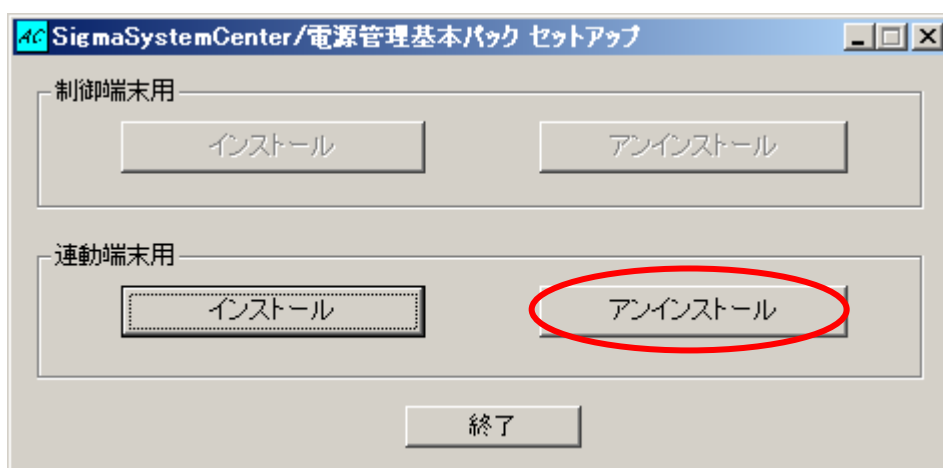 AC SigmaSystemCenter/電源管理基本パック セットアップ
制御端末用
インストール アンインストール
連動端末用
インストール アンインストール
終了